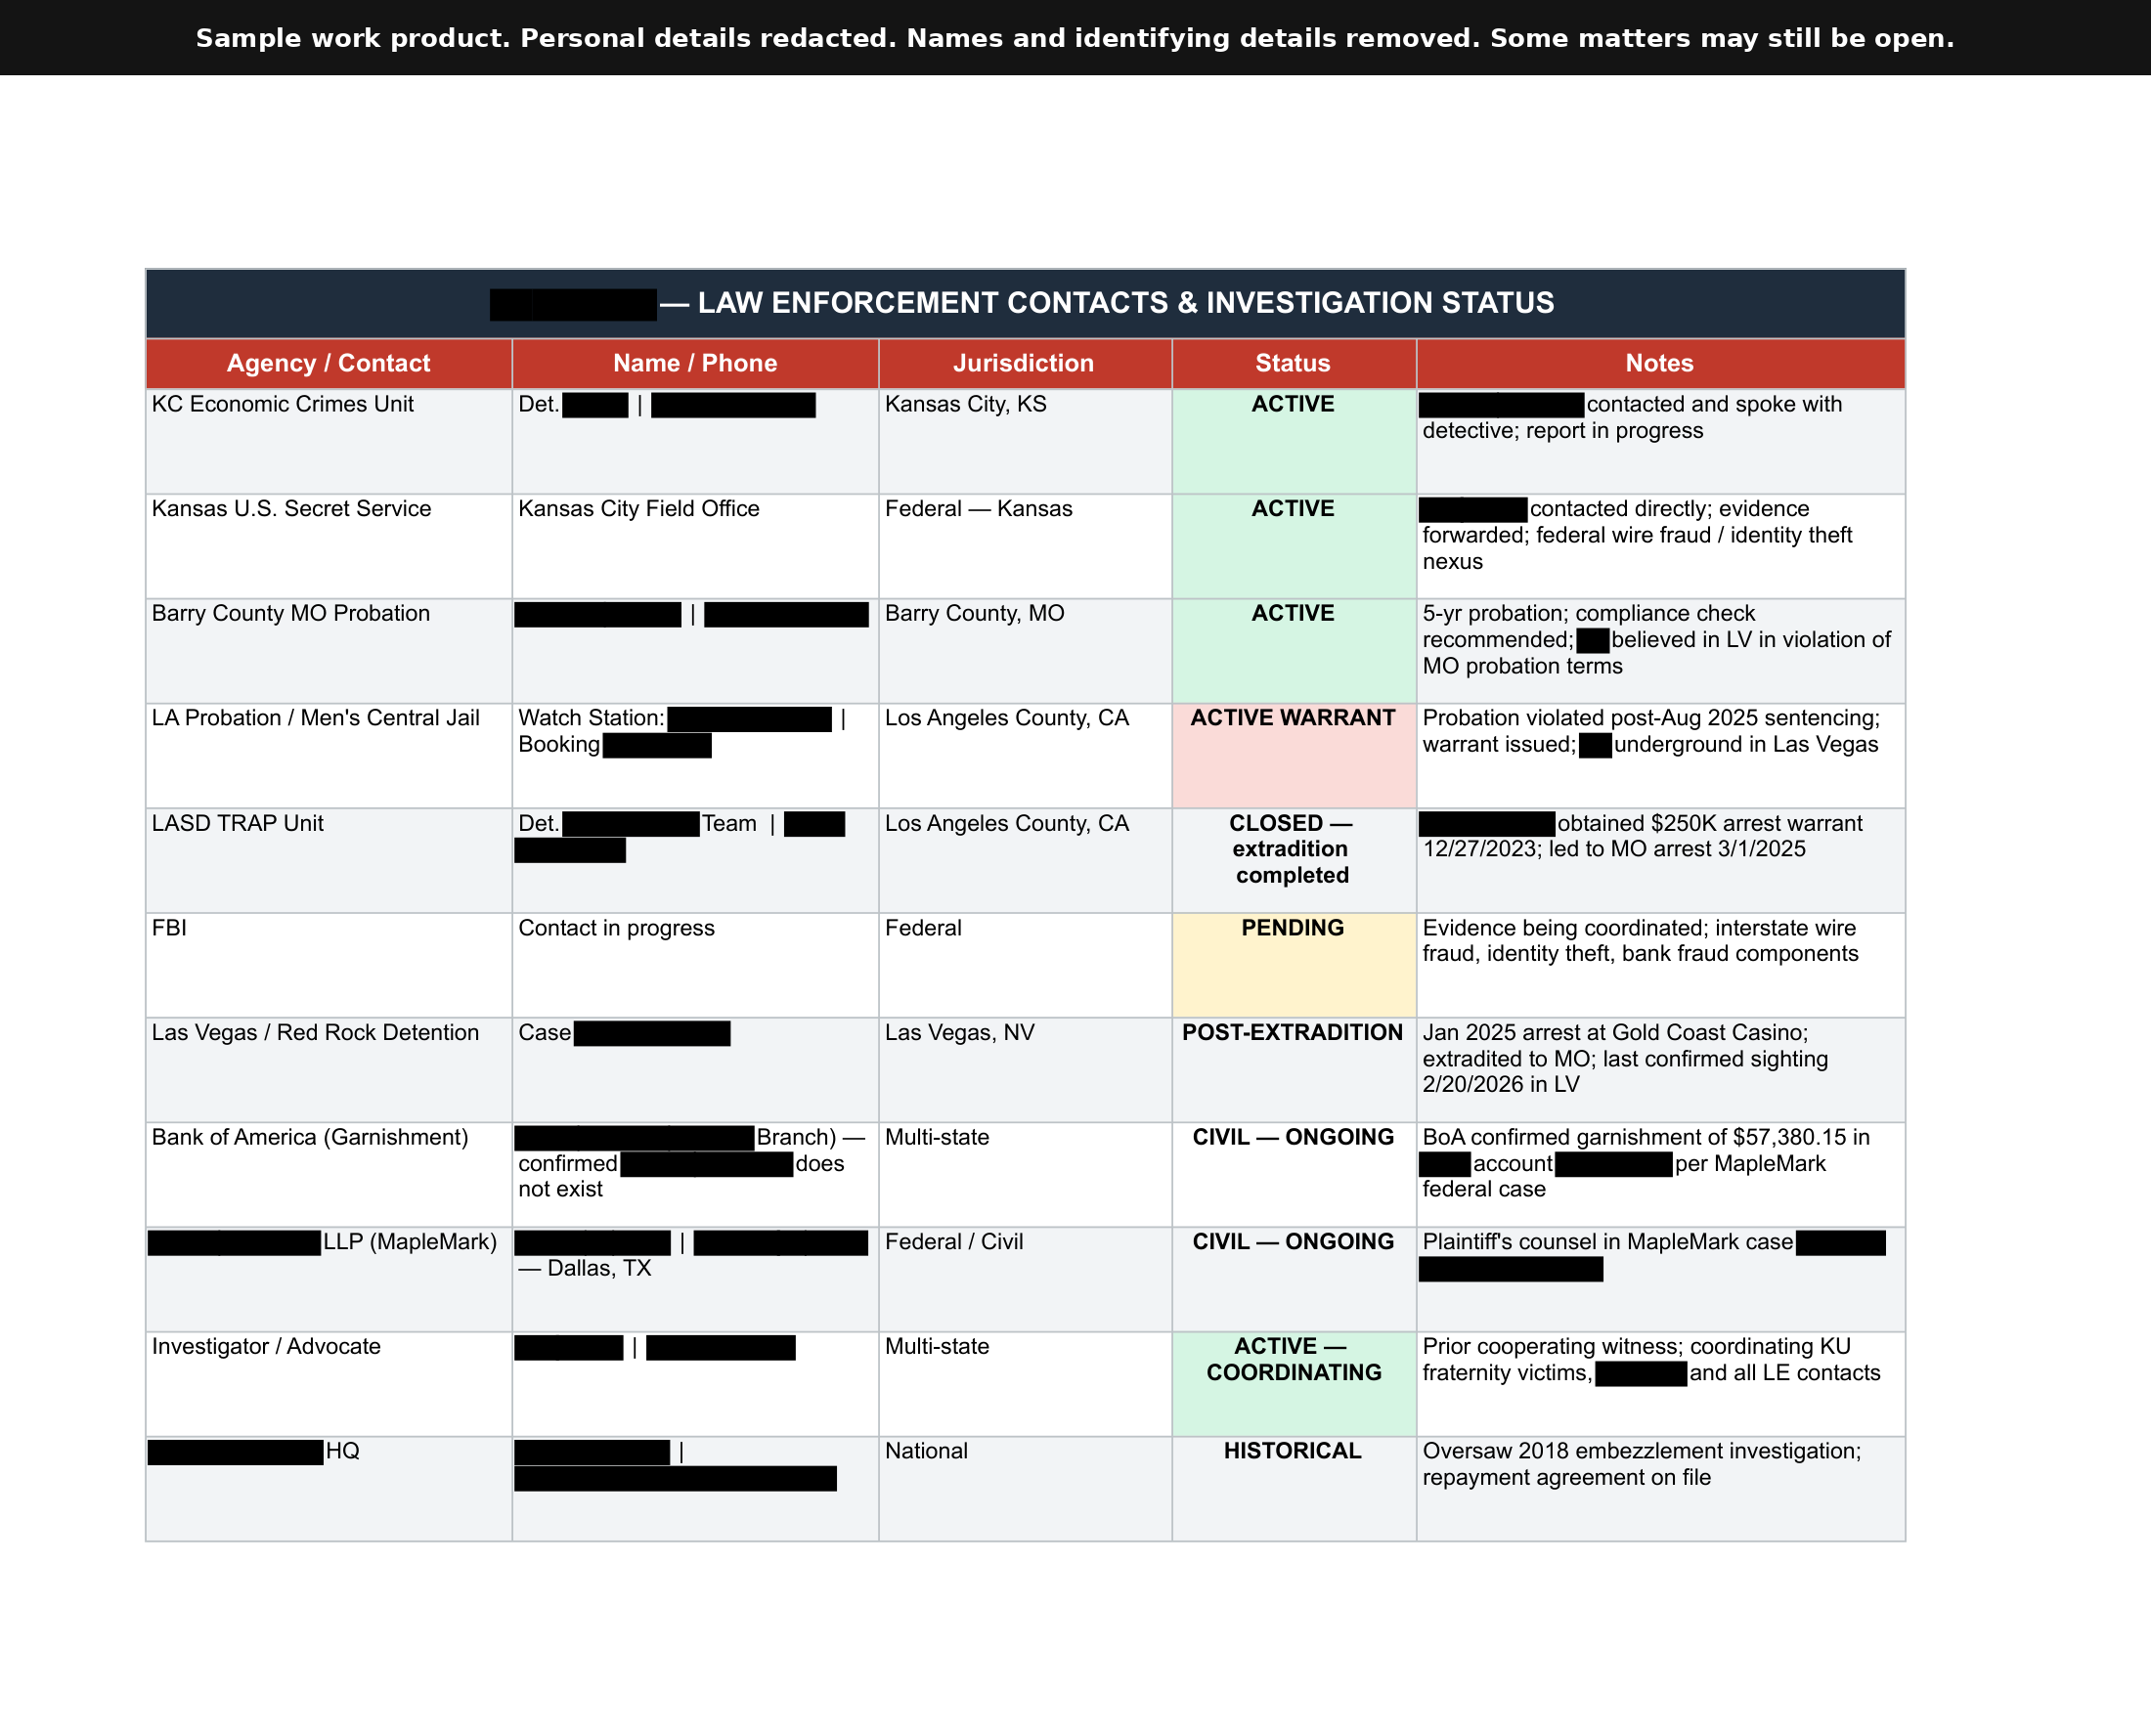 Sample work product. Personal details redacted. Names and identifying details removed. Some matters may still be open.
— LAW ENFORCEMENT CONTACTS & INVESTIGATION STATUS
Agency / Contact
Name / Phone
Jurisdiction
Status
Notes
KC Economic Crimes Unit
Det. |
Kansas City, KS
ACTIVE
contacted and spoke with
detective; report in progress
Kansas U.S. Secret Service
Kansas City Field Office
Federal — Kansas
ACTIVE
contacted directly; evidence
forwarded; federal wire fraud / identity theft
nexus
Barry County MO Probation
|
Barry County, MO
ACTIVE
5-yr probation; compliance check
recommended; believed in LV in violation of
MO probation terms
LA Probation / Men's Central Jail
Watch Station: |
Booking
Los Angeles County, CA
ACTIVE WARRANT
Probation violated post-Aug 2025 sentencing;
warrant issued; underground in Las Vegas
LASD TRAP Unit
Det. Team |
Los Angeles County, CA
CLOSED —
extradition
completed
obtained $250K arrest warrant
12/27/2023; led to MO arrest 3/1/2025
FBI
Contact in progress
Federal
PENDING
Evidence being coordinated; interstate wire
fraud, identity theft, bank fraud components
Las Vegas / Red Rock Detention
Case
Las Vegas, NV
POST-EXTRADITION
Jan 2025 arrest at Gold Coast Casino;
extradited to MO; last confirmed sighting
2/20/2026 in LV
Bank of America (Garnishment)
Branch) —
confirmed does
not exist
Multi-state
CIVIL — ONGOING
BoA confirmed garnishment of $57,380.15 in
account per MapleMark
federal case
LLP (MapleMark)
|
— Dallas, TX
Federal / Civil
CIVIL — ONGOING
Plaintiff's counsel in MapleMark case
Investigator / Advocate
|
Multi-state
ACTIVE —
COORDINATING
Prior cooperating witness; coordinating KU
fraternity victims, and all LE contacts
HQ
|
National
HISTORICAL
Oversaw 2018 embezzlement investigation;
repayment agreement on file